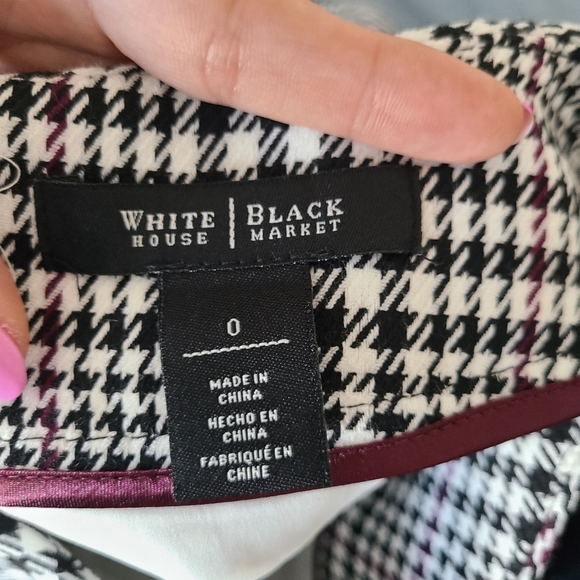 WHITE | BLACK
HOUSE | MARKET
0
MADE IN
CHINA
HECHO EN
CHINA
FABRIQUÉ EN
CHINE